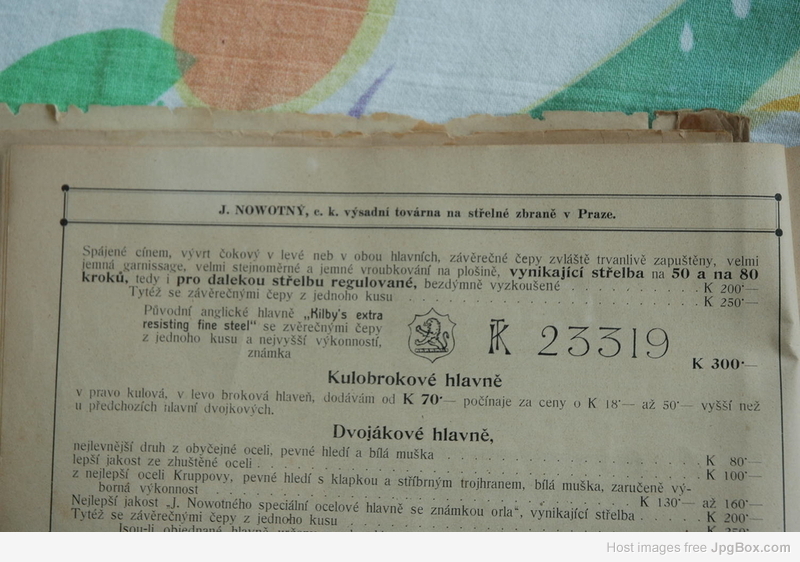 J. NOWOTNÝ, c. k. výsadní továrna na střelné zbraně v Praze.
Spájené cínem, vývrt čokový v levé neb v obou hlavních, závěrečné čepy zvláště trvanlivě zapuštěny, velmi
jemná garnissage, velmi stejnoměrné a jemné vroubkování na plošině, vynikající střelba na 50 a na 80
kroků, tedy i pro dalekou střelbu regulované, bezdýmně vyzkoušené . . . . . . . . . K 200·—
Tytéž se závěrečnými čepy z jednoho kusu . . . . . . . . . K 250·—
Původní anglické hlavně „Kilby's extra
resisting fine steel“ se zvěrečnými čepy
z jednoho kusu a nejvyšší výkonností,
známka
TK 23319
K 300·—
Kulobrokové hlavně
v pravo kulová, v levo broková hlaveň, dodávám od K 70·— počínaje za ceny o K 18·— až 50·— vyšší než
u předchozích hlavní dvojkových.
Dvojákové hlavně,
nejlevnější druh z obyčejné oceli, pevné hledí a bílá muška . . . . . . . . . K 80·—
lepší jakost ze zhuštěné oceli . . . . . . . . . K 100·—
z nejlepší oceli Kruppovy, pevné hledí s klapkou a stříbrným trojhranem, bílá muška, zaručeně vý-
borná výkonnost . . . . . . . . . K 130·— až 160·—
Nejlepší jakost „J. Nowotného speciální ocelové hlavně se známkou orla“, vynikající střelba . . . . . K 200·—
Tytéž se závěrečnými čepy z jednoho kusu . . . . . . . . . K 250·—
Jsou-li objednané hlavně
Host images free JpgBox.com